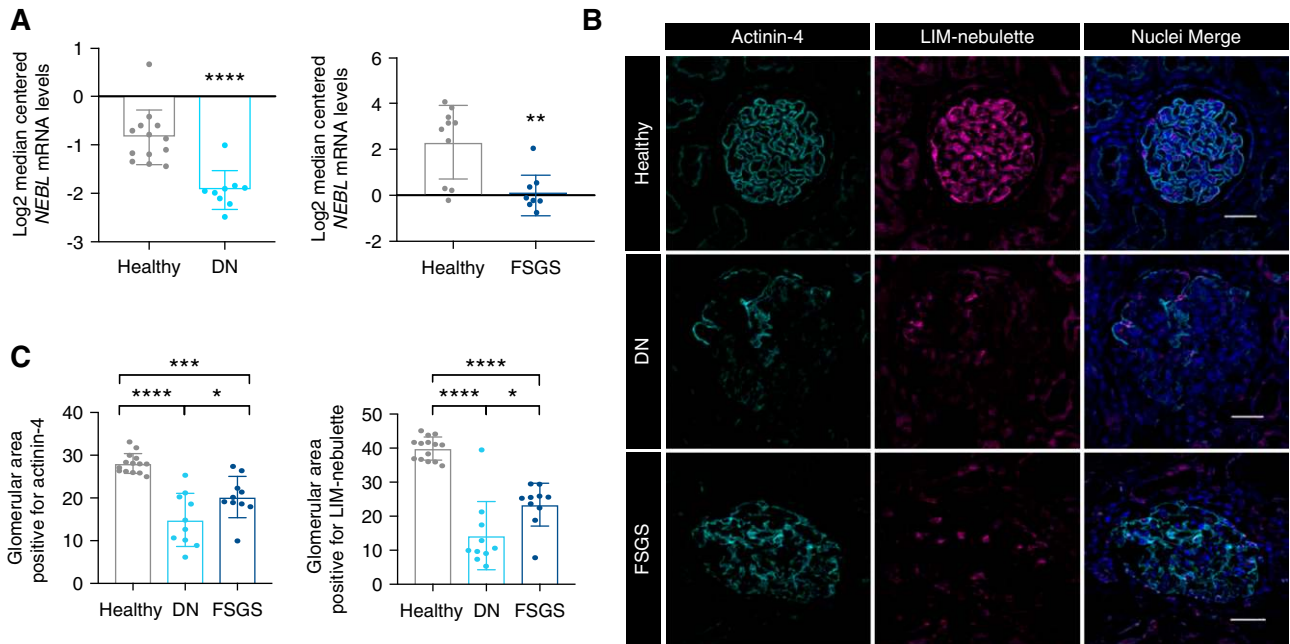 A
Log2 median centered
NEBL mRNA levels
1
0
-1
-2
-3
****
Healthy
DN
Log2 median centered
NEBL mRNA levels
6
4
2
0
-2
**
Healthy
FSGS
B
Actinin-4
LIM-nebulette
Nuclei Merge
Healthy
DN
FSGS
C
Glomerular area
positive for actinin-4
***
****
*
40
30
20
10
0
Healthy
DN
FSGS
Glomerular area
positive for LIM-nebulette
****
****
*
50
40
30
20
10
0
Healthy
DN
FSGS